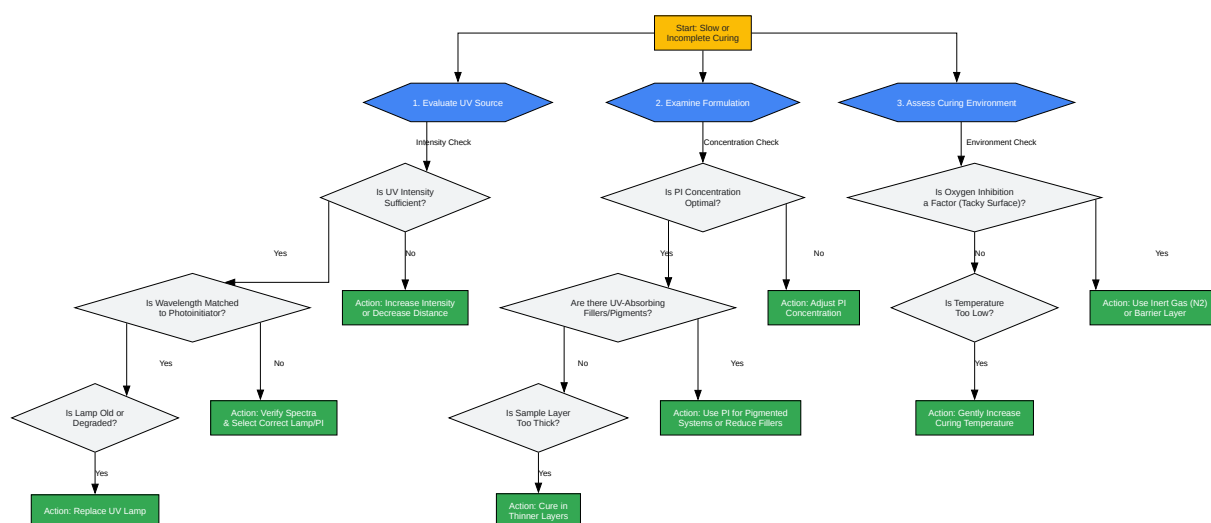 Start: Slow or
Incomplete Curing
1. Evaluate UV Source
2. Examine Formulation
3. Assess Curing Environment
Intensity Check
Concentration Check
Environment Check
Is UV Intensity
Sufficient?
Is PI Concentration
Optimal?
Is Oxygen Inhibition
a Factor (Tacky Surface)?
Yes
No
Yes
No
No
Yes
Is Wavelength Matched
to Photoinitiator?
Action: Increase Intensity
or Decrease Distance
Are there UV-Absorbing
Fillers/Pigments?
Action: Adjust PI
Concentration
Is Temperature
Too Low?
Action: Use Inert Gas (N2)
or Barrier Layer
Yes
No
No
Yes
Yes
Is Lamp Old or
Degraded?
Action: Verify Spectra
& Select Correct Lamp/PI
Is Sample Layer
Too Thick?
Action: Use PI for Pigmented
Systems or Reduce Fillers
Action: Gently Increase
Curing Temperature
Yes
Yes
Action: Replace UV Lamp
Action: Cure in
Thinner Layers